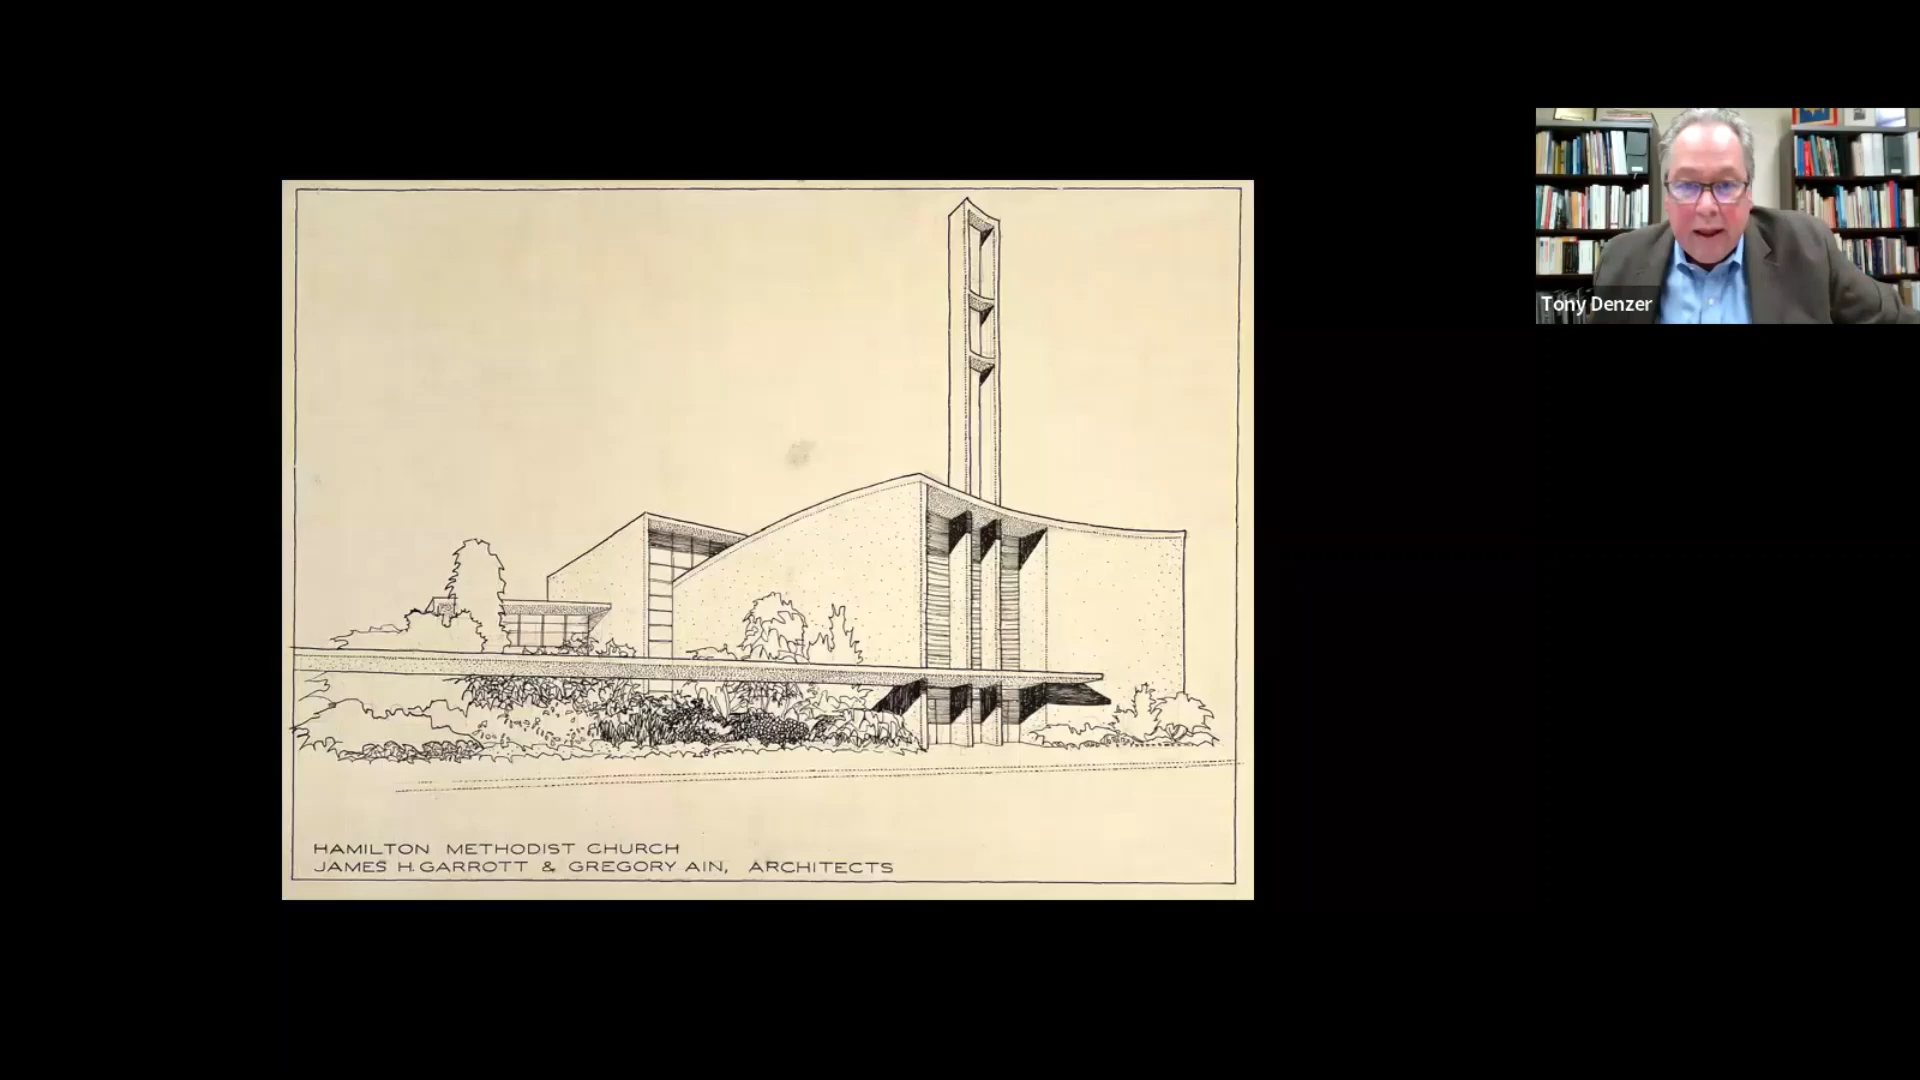 Tony Denzer
HAMILTON METHODIST CHURCH
JAMES H. GARROTT & GREGORY AIN, ARCHITECTS